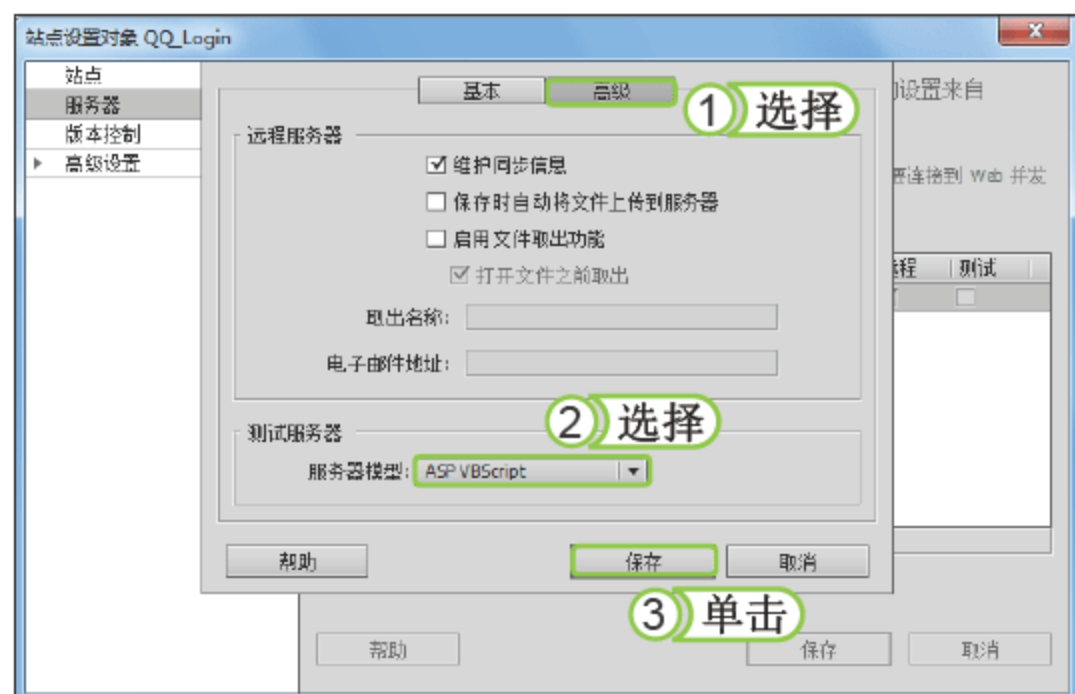 站点设置对象 QQ_Login
站点
服务器
版本控制
高级设置
基本 高级
① 选择
设置来自
远程服务器
维护同步信息
连接到 Web 并发
保存时自动将文件上传到服务器
启用文件取出功能
打开文件之前取出
程 测试
取出名称:
电子邮件地址:
② 选择
测试服务器
服务器模型: ASP VBScript
帮助 保存 取消
③ 单击
帮助 保存 取消